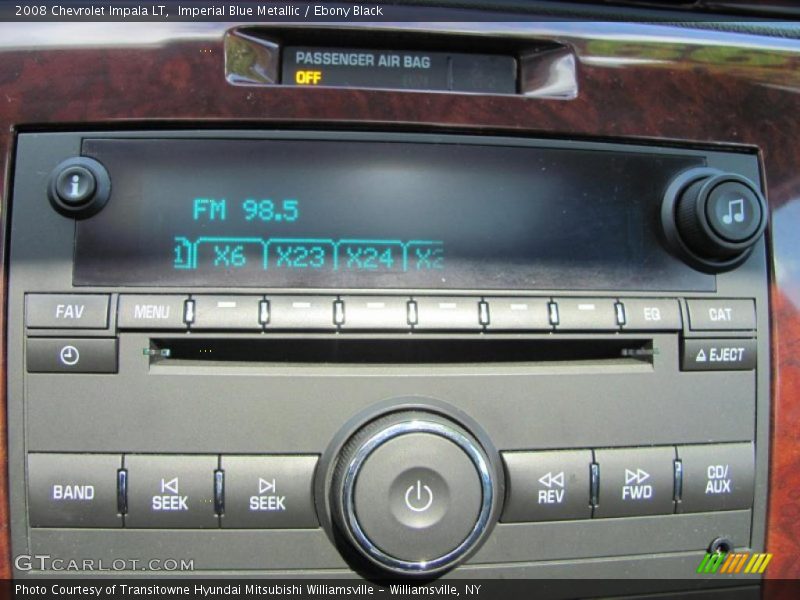 2008 Chevrolet Impala LT, Imperial Blue Metallic / Ebony Black
PASSENGER AIR BAG
OFF
i
FM 98.5
1 X6 X23 X24 X2
FAV MENU EQ CAT
EJECT
BAND SEEK SEEK REV FWD CD/
AUX
GTCARLOT.COM
Photo Courtesy of Transitowne Hyundai Mitsubishi Williamsville - Williamsville, NY